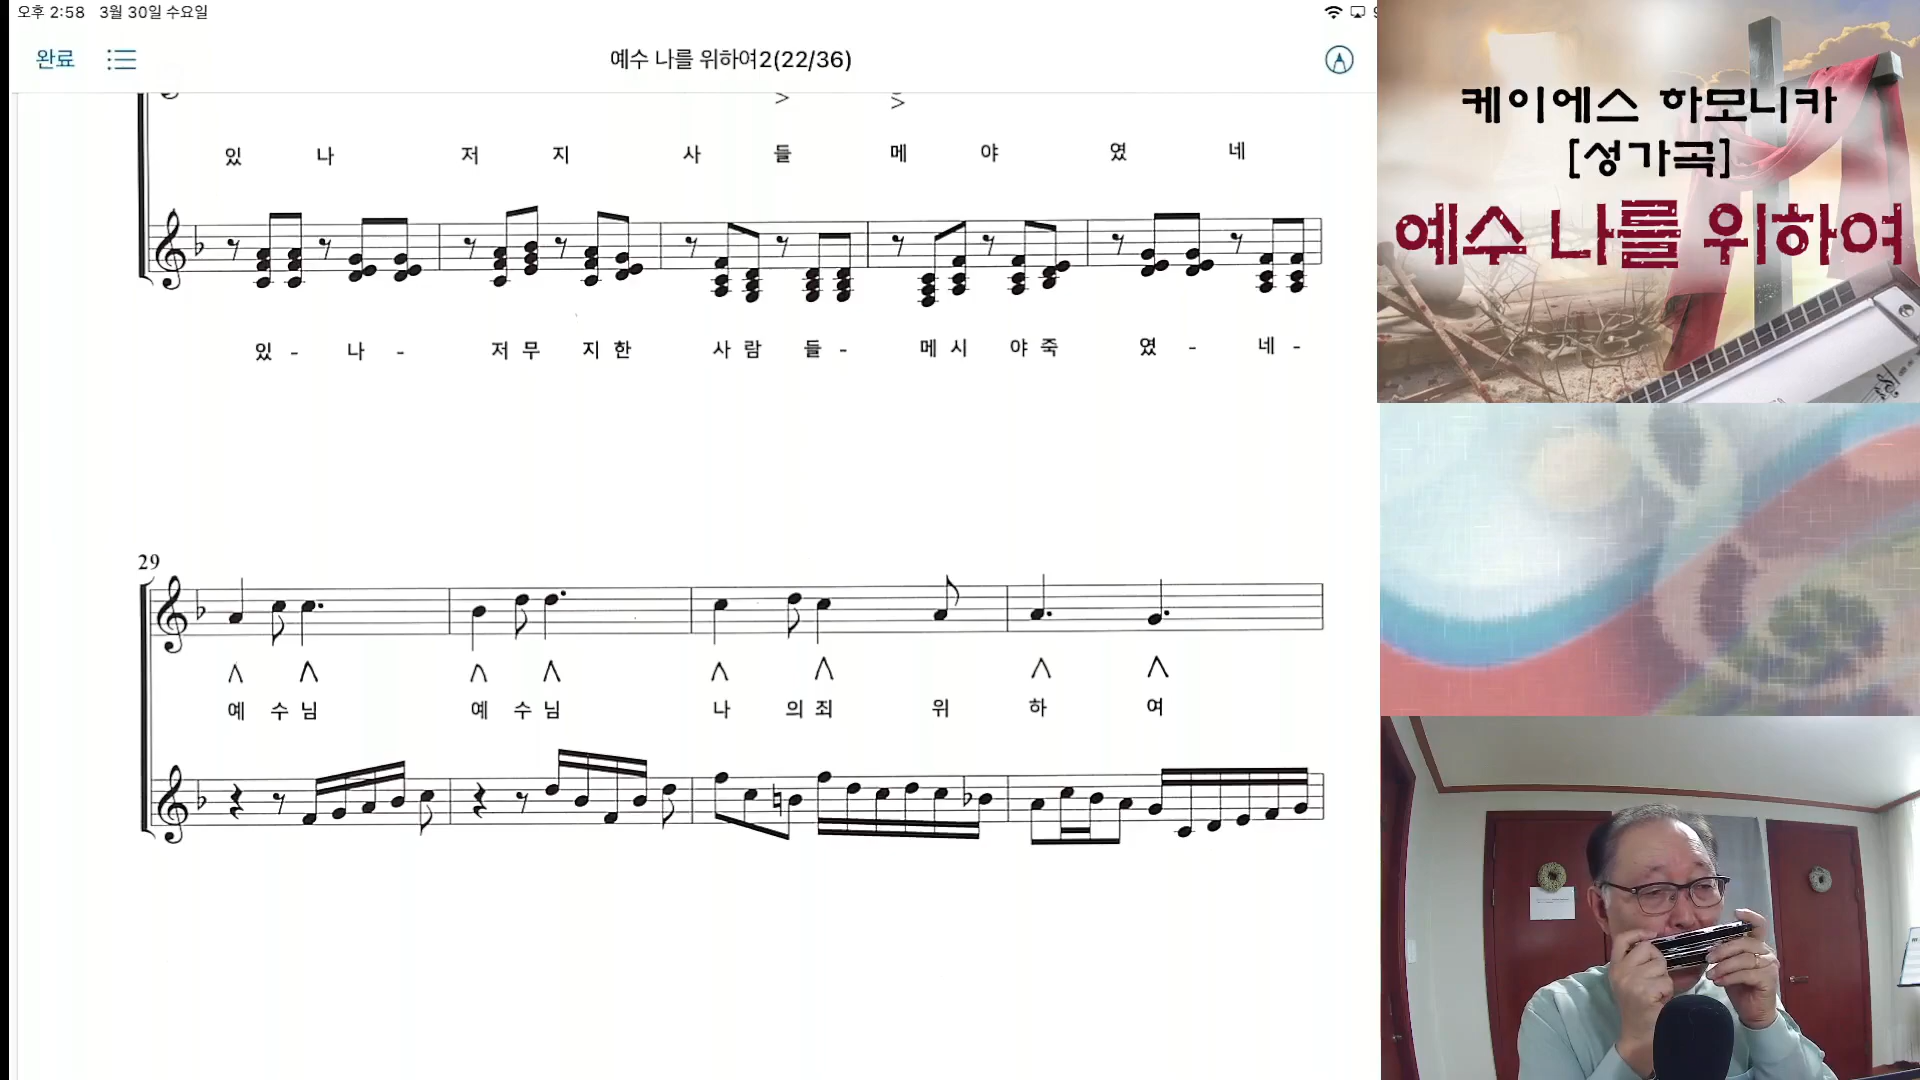 오후 2:58 3월 30일 수요일
완료
예수 나를 위하여2(22/36)
있 나 저 지 사 들 메 야 였 네
있 - 나 - 저 무 지 한 사 람 들 - 메 시 야 죽 였 - 네 -
29
예 수 님 예 수 님 나 의 죄 위 하 여
케이에스 하모니카
[성가곡]
예수 나를 위하여